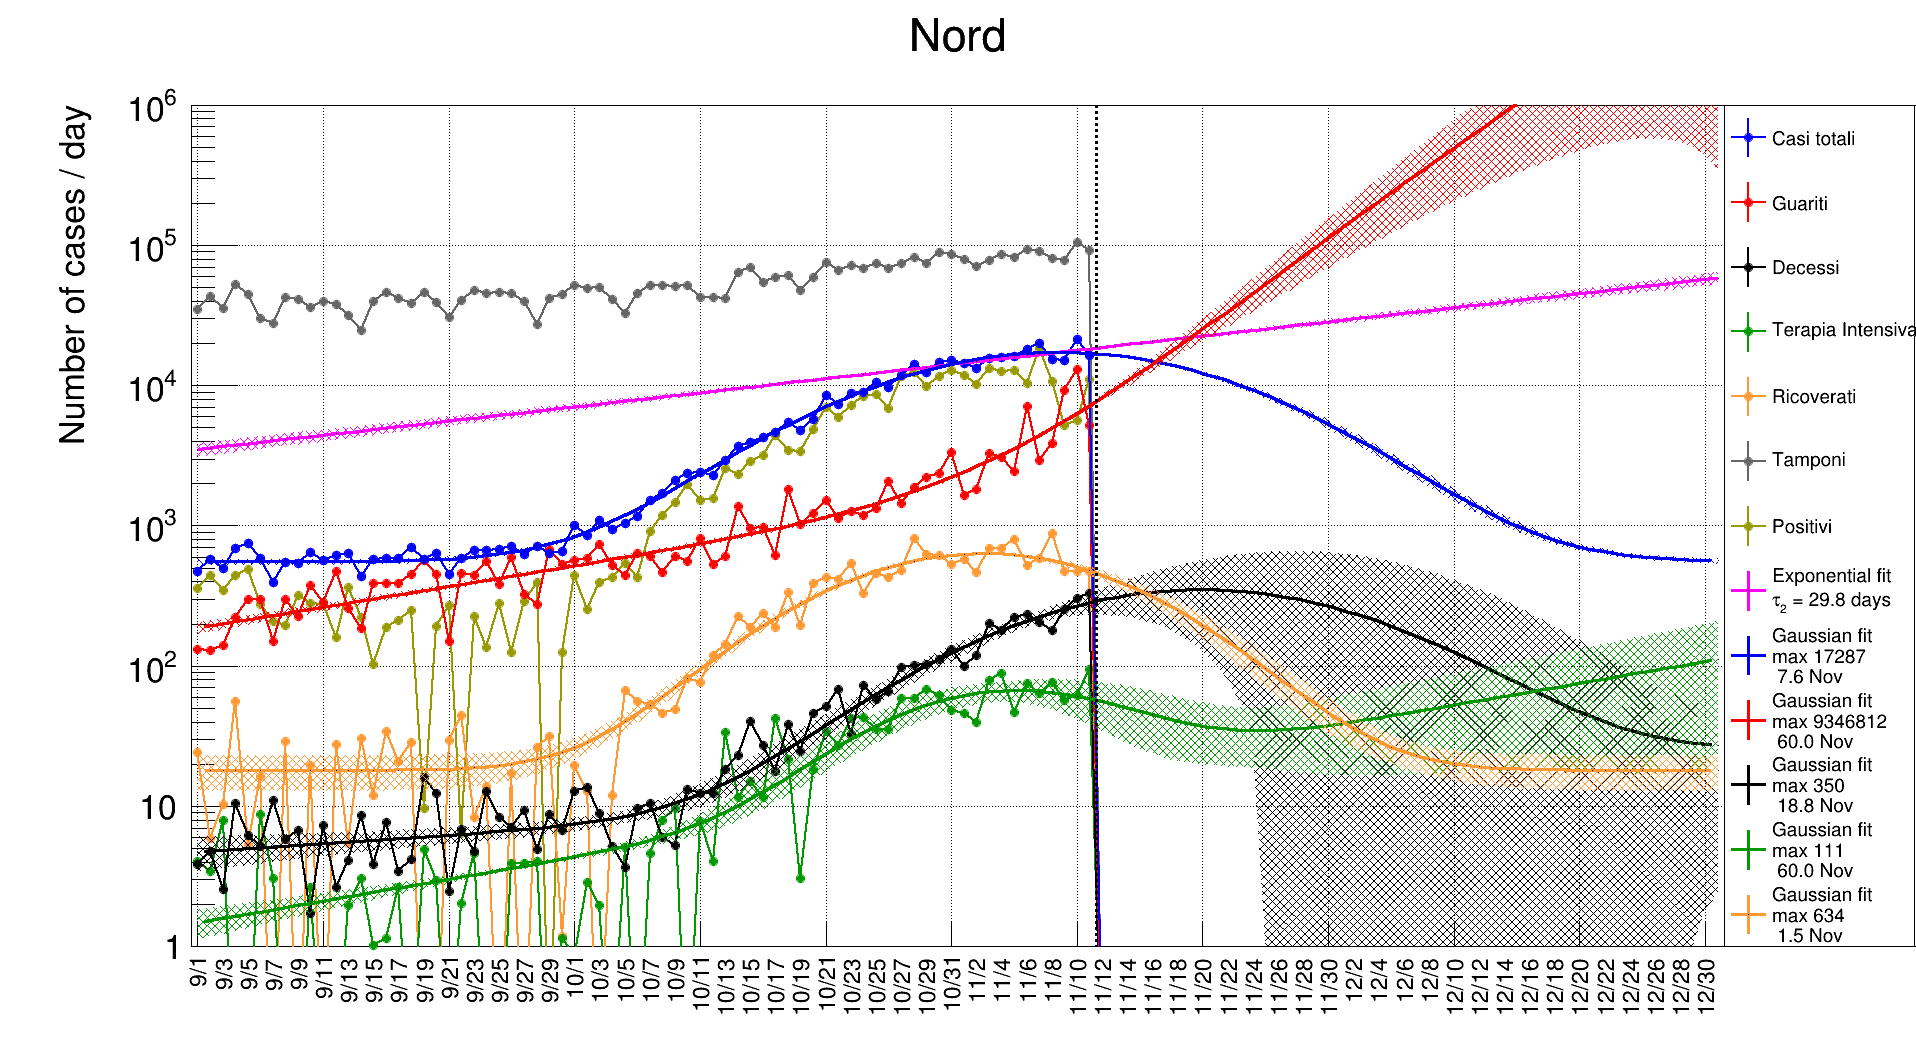 Nord
Number of cases / day
10^6
10^5
10^4
10^3
10^2
10
1
9/1
9/3
9/5
9/7
9/9
9/11
9/13
9/15
9/17
9/19
9/21
9/23
9/25
9/27
9/29
10/1
10/3
10/5
10/7
10/9
10/11
10/13
10/15
10/17
10/19
10/21
10/23
10/25
10/27
10/29
10/31
11/2
11/4
11/6
11/8
11/10
11/12
11/14
11/16
11/18
11/20
11/22
11/24
11/26
11/28
11/30
12/2
12/4
12/6
12/8
12/10
12/12
12/14
12/16
12/18
12/20
12/22
12/24
12/26
12/28
12/30
Casi totali
Guariti
Decessi
Terapia Intensiva
Ricoverati
Tamponi
Positivi
Exponential fit
τ2 = 29.8 days
Gaussian fit
max 17287
7.6 Nov
Gaussian fit
max 9346812
60.0 Nov
Gaussian fit
max 350
18.8 Nov
Gaussian fit
max 111
60.0 Nov
Gaussian fit
max 634
1.5 Nov